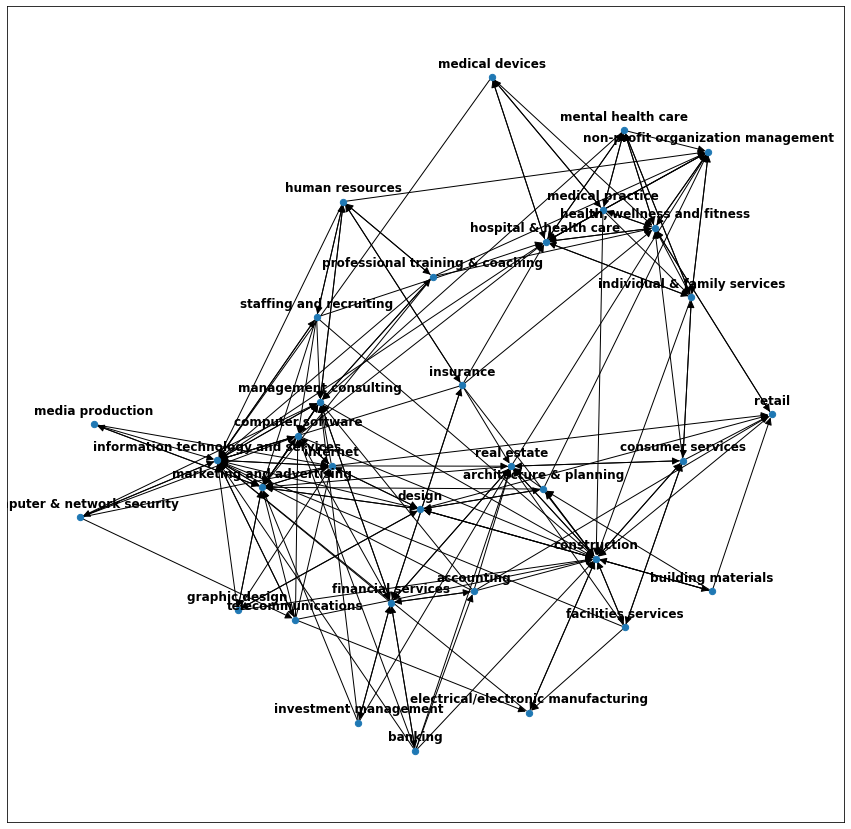 medical devices
mental health care
non-profit organization management
human resources
medical practice
health, wellness and fitness
hospital & health care
professional training & coaching
individual & family services
staffing and recruiting
insurance
management consulting
retail
media production
computer software
information technology and services
internet
real estate
consumer services
marketing and advertising
architecture & planning
design
puter & network security
construction
accounting
building materials
financial services
graphic design
telecommunications
facilities services
electrical/electronic manufacturing
investment management
banking